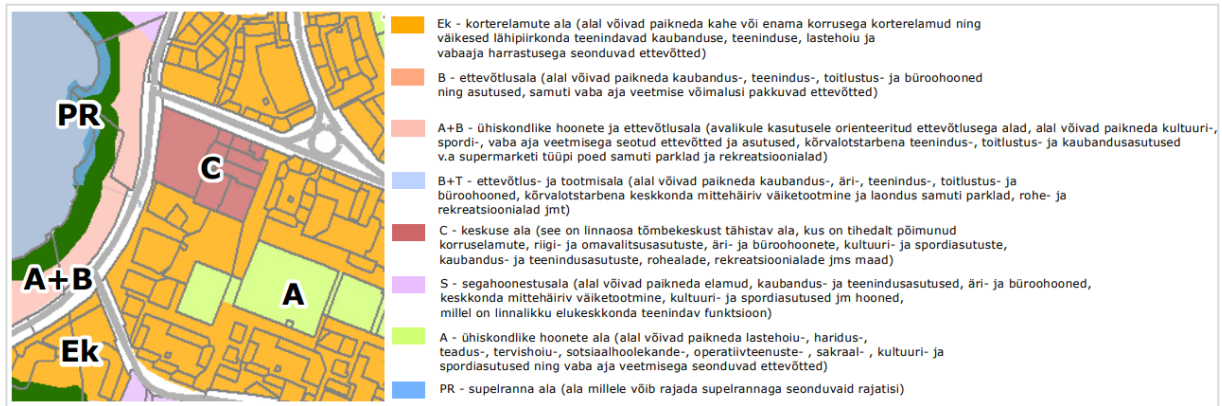 PR
C
A+B
A
Ek
Ek - korterelamute ala (alal võivad paikneda kahe või enama korrusega korterelamud ning
väikesed lähipiirkonda teenindavad kaubanduse, teeninduse, lastehoiu ja
vabaaja harrastusega seonduvad ettevõtted)
B - ettevõtlusala (alal võivad paikneda kaubandus-, teenindus-, toitlustus- ja bürohooned
ning asutused, samuti vaba aja veetmise võimalusi pakkuvad ettevõtted)
A+B - ühiskondlike hoonete ja ettevõtlusala (avalikule kasutusele orienteeritud ettevõtlusega alad, alal võivad paikneda kultuuri-,
spordi-, vaba aja veetmisega seotud ettevõtted ja asutused, kõrvalotstarbena teenindus-, toitlustus- ja kaubandusasutused
v.a supermarketi tüüpi poed samuti parklad ja rekreatsioonialad)
B+T - ettevõtlus- ja tootmisala (alal võivad paikneda kaubandus-, äri-, teenindus-, toitlustus- ja
büroohooned, kõrvalotstarbena keskkonda mittehäiriv väiketootmine ja laondus samuti parklad, rohe- ja
rekreatsioonialad jmt)
C - keskuse ala (see on linnaosa tõmbekeskust tähistav ala, kus on tihedalt põimunud
korruselamute, riigi- ja omavalitsusasutuste, äri- ja büroohoonete, kultuuri- ja spordiasutuste,
kaubandus- ja teenindusasutuste, rohealade, rekreatsioonialade jms maad)
S - segahoonestusala (alal võivad paikneda elamud, kaubandus- ja teenindusasutused, äri- ja büroohooned,
keskkonda mittehäiriv väiketootmine, kultuuri- ja spordiasutused jm hooned,
millel on linnalikku elukeskkonda teenindav funktsioon)
A - ühiskondlike hoonete ala (alal võivad paikneda lastehoiu-, haridus-,
teadus-, tervishoiu-, sotsiaalhoolekande-, operatiivteenuste- , sakraal- , kultuuri- ja
spordiasutused ning vaba aja veetmisega seonduvad ettevõtted)
PR - supelranna ala (ala millele võib rajada supelrannaga seonduvaid rajatisi)